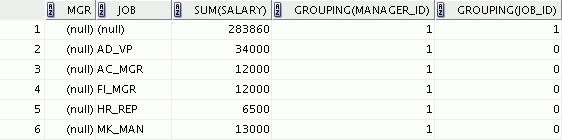 MGR JOB SUM(SALARY) GROUPING(MANAGER_ID) GROUPING(JOB_ID)
1 (null) (null) 283860 1 1
2 (null) AD_VP 34000 1 0
3 (null) AC_MGR 12000 1 0
4 (null) FI_MGR 12000 1 0
5 (null) HR_REP 6500 1 0
6 (null) MK_MAN 13000 1 0